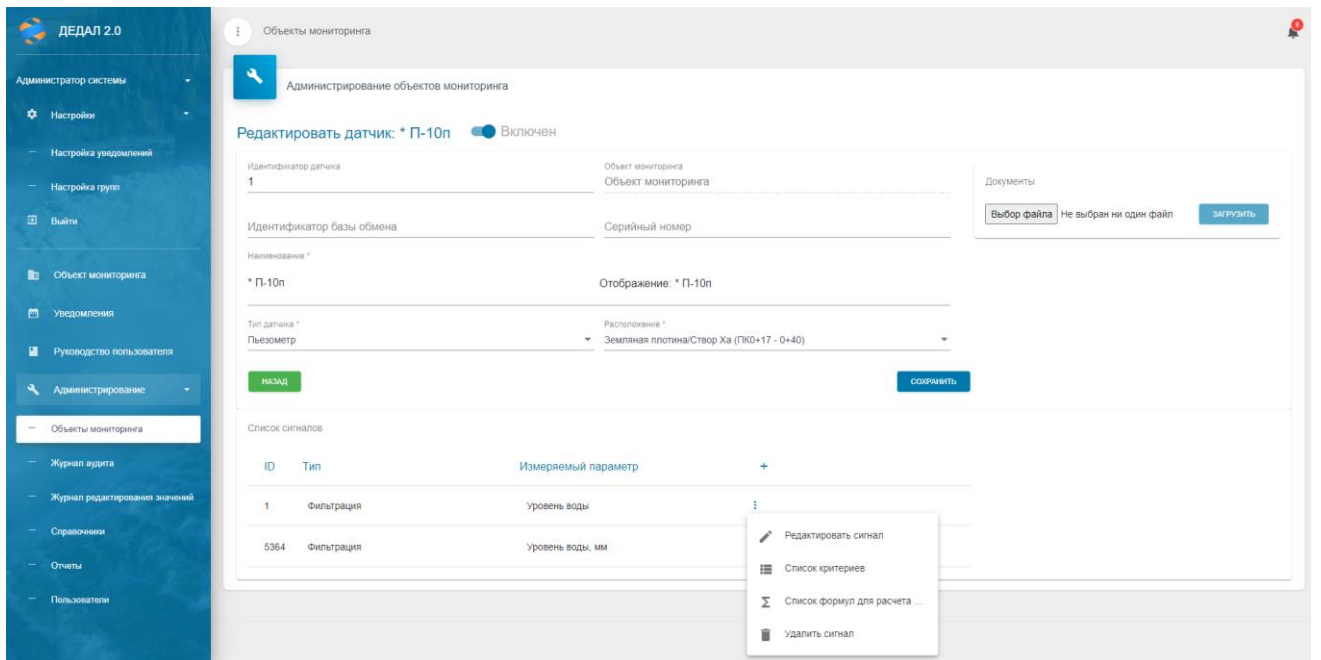 ДЕДАЛ 2.0
Администратор системы
Настройки
Настройка уведомлений
Настройка групп
Выйти
Объект мониторинга
Уведомления
Руководство пользователя
Администрирование
Объекты мониторинга
Журнал аудита
Журнал редактирования значений
Справочники
Отчеты
Пользователи
Объекты мониторинга
Администрирование объектов мониторинга
Редактировать датчик: * П-10п Включен
Идентификатор датчика Объект мониторинга
1 Объект мониторинга
Идентификатор базы обмена Серийный номер
Наименование *
* П-10п Отображение: * П-10п
Тип датчика * Расположение *
Пьезометр Земляная плотина/Створ Xa (ПК0+17 - 0+40)
НАЗАД СОХРАНИТЬ
Документы
Выбор файла Не выбран ни один файл ЗАГРУЗИТЬ
Список сигналов
ID Тип Измеряемый параметр +
1 Фильтрация Уровень воды
5364 Фильтрация Уровень воды, мм
Редактировать сигнал
Список критериев
Список формул для расчета ...
Удалить сигнал